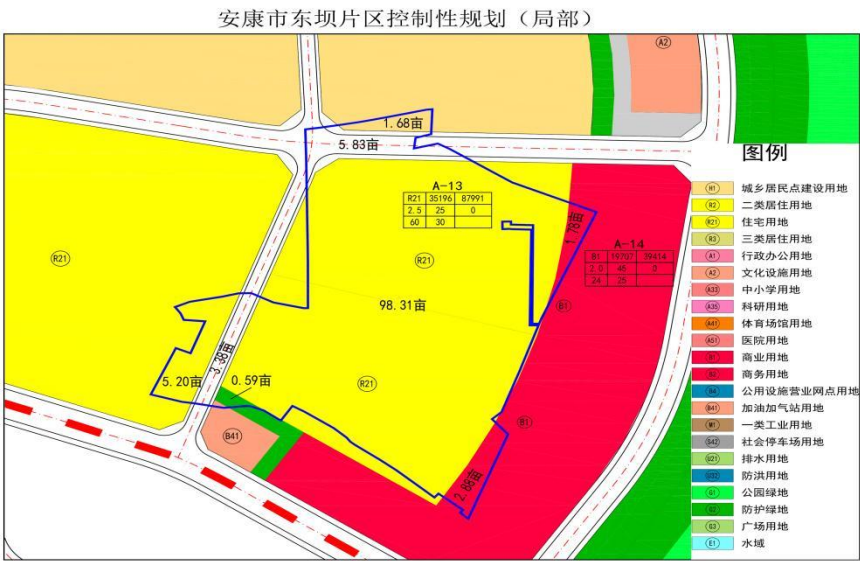 安康市东坝片区控制性规划（局部）
A2
1.68亩
5.83亩
A-13
R21 35196 87991
2.5 25 0
60 30
1.78亩
A-14
B1 19707 39414
2.0 45 0
24 25
R21
R21
98.31亩
B1
3.38亩
5.20亩
0.59亩
R21
B1
B41
2.86亩
图例
H1 城乡居民点建设用地
R2 二类居住用地
R21 住宅用地
R3 三类居住用地
A1 行政办公用地
A2 文化设施用地
A33 中小学用地
A35 科研用地
A41 体育场馆用地
A51 医院用地
B1 商业用地
B2 商务用地
B4 公用设施营业网点用地
B41 加油加气站用地
M1 一类工业用地
S42 社会停车场用地
U21 排水用地
U32 防洪用地
G1 公园绿地
G2 防护绿地
G3 广场用地
E1 水域